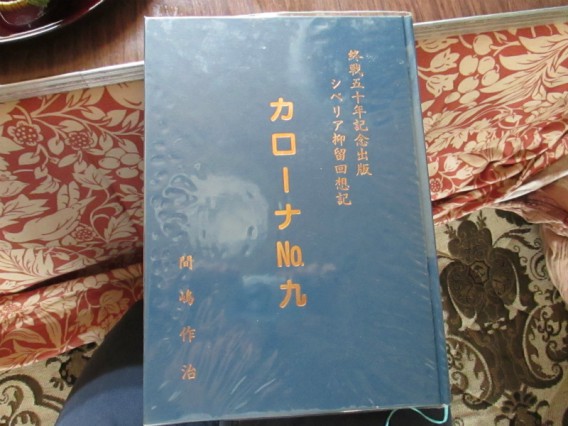 終戦五十年記念出版
シベリア抑留回想記
カローナNo.九
間嶋作治